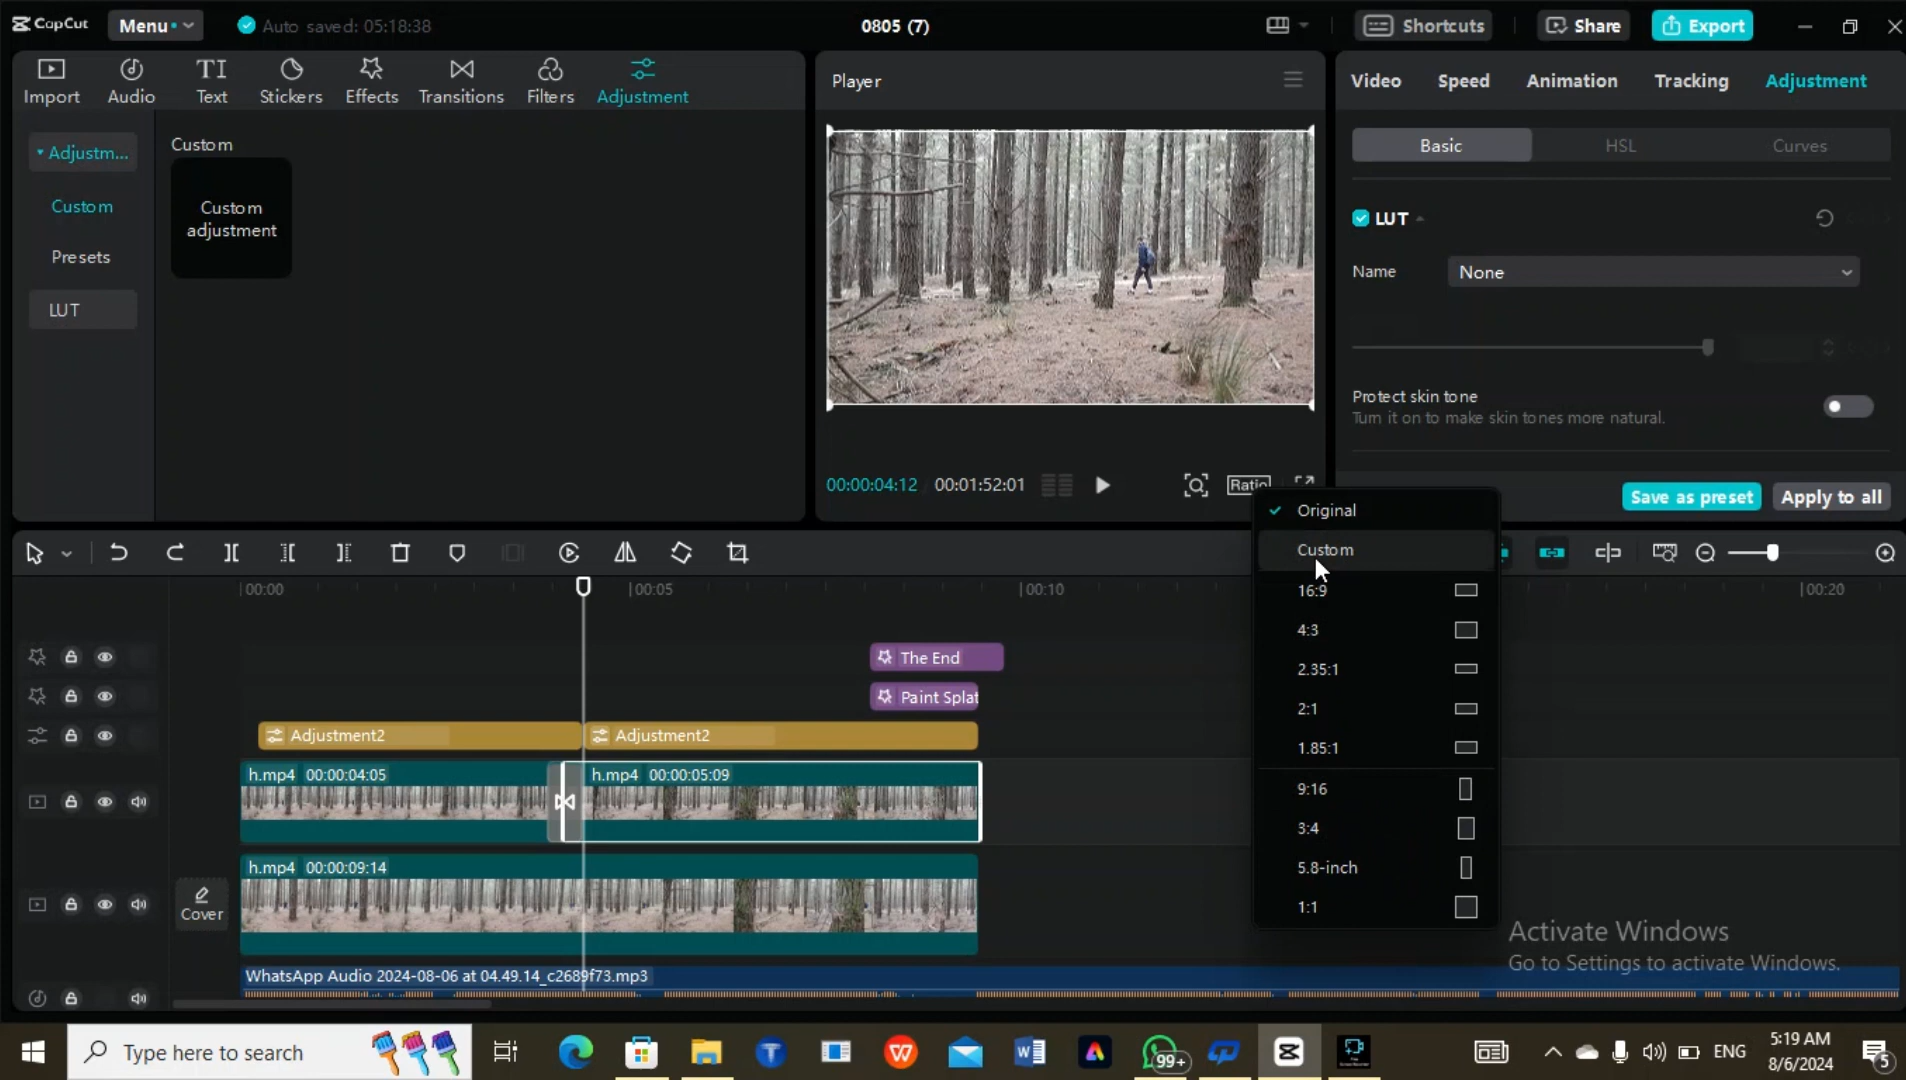 CapCut
Menu
Auto saved: 05:18:38
0805 (7)
Shortcuts
Share
Export
Import
Audio
TI
Text
Stickers
Effects
Transitions
Filters
Adjustment
Player
Video
Speed
Animation
Tracking
Adjustment
Adjustm...
Custom
Presets
LUT
Custom
Custom
adjustment
Basic
HSL
Curves
LUT
Name
None
Protect skin tone
Turn it on to make skin tones more natural.
Save as preset
Apply to all
00:00:04:12
00:01:52:01
Ratio
Original
Custom
16:9
4:3
2.35:1
2:1
1.85:1
9:16
3:4
5.8-inch
1:1
00:00
00:05
00:10
00:20
The End
Paint Splat
Adjustment2
Adjustment2
h.mp4 00:00:04:05
h.mp4 00:00:05:09
h.mp4 00:00:09:14
Cover
WhatsApp Audio 2024-08-06 at 04.49.14_c2689f73.mp3
Activate Windows
Go to Settings to activate Windows.
Type here to search
99+
ENG
5:19 AM
8/6/2024
5